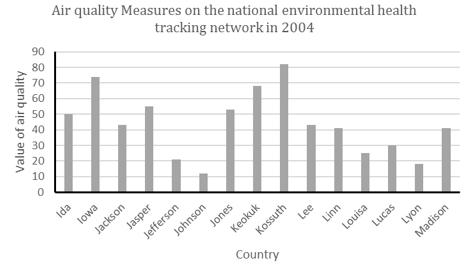 Air quality Measures on the national environmental health
tracking network in 2004
Value of air quality
90
80
70
60
50
40
30
20
10
0
Ida
Iowa
Jackson
Jasper
Jefferson
Johnson
Jones
Keokuk
Kossuth
Lee
Linn
Louisa
Lucas
Lyon
Madison
Country